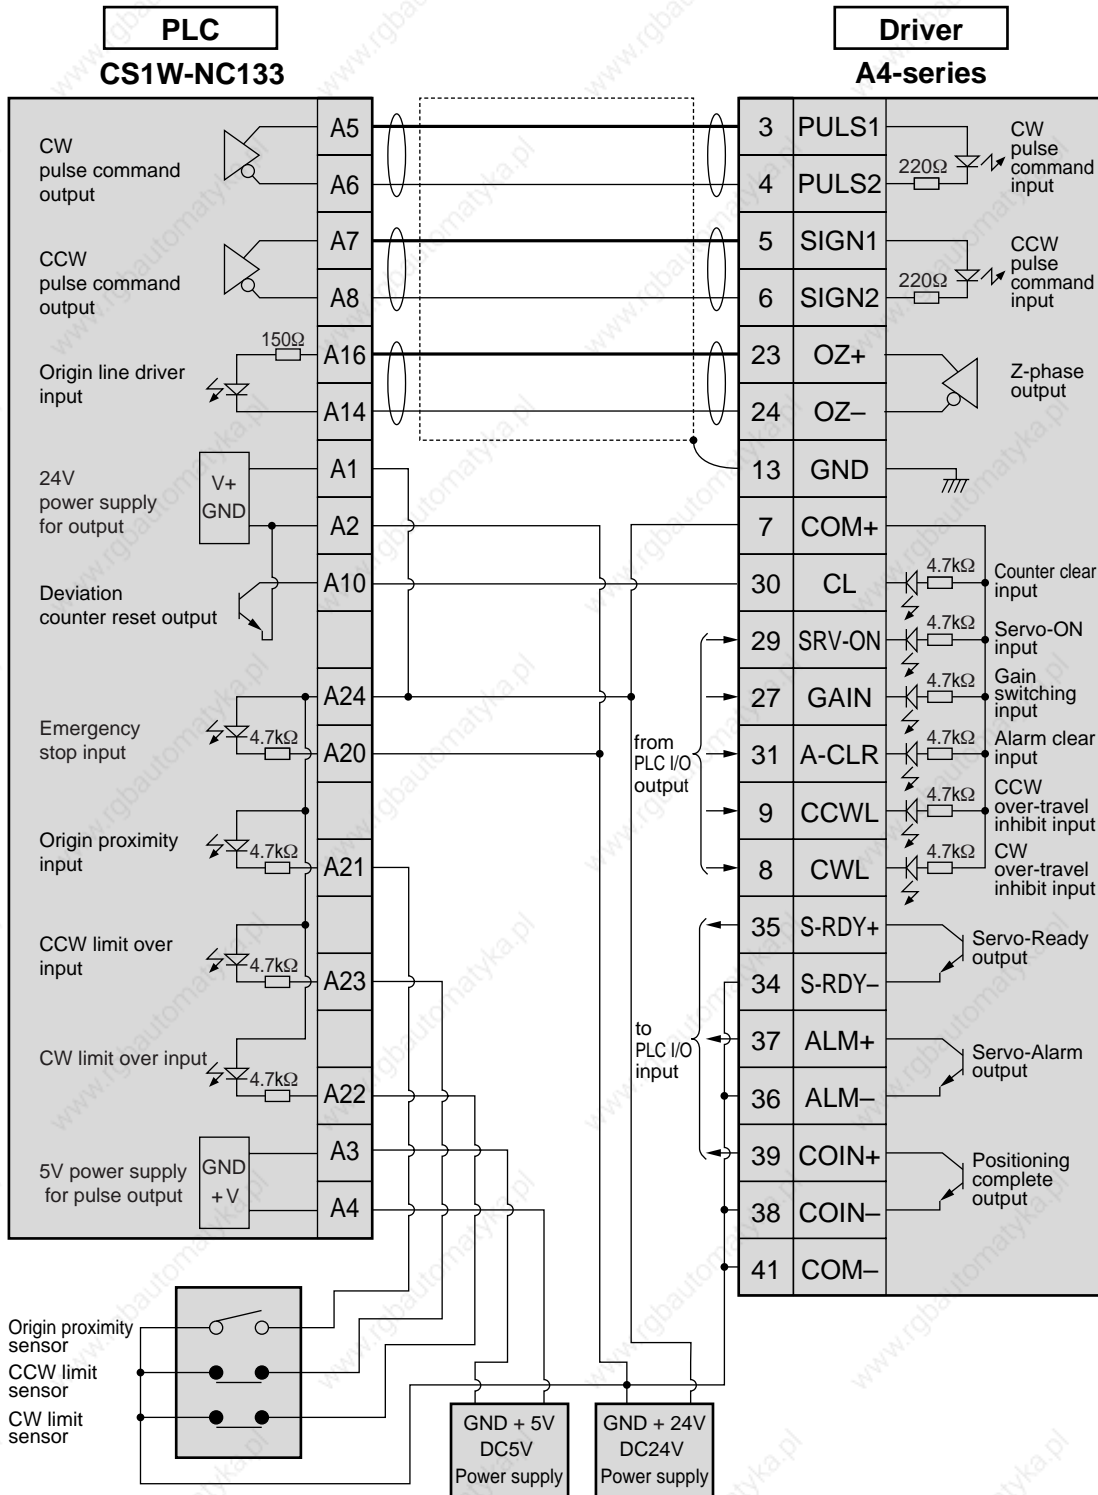 PLC
CS1W-NC133
Driver
A4-series
CW
pulse command
output
A5
A6
CCW
pulse command
output
A7
A8
Origin line driver
input
150Ω
A16
A14
24V
power supply
for output
V+
GND
A1
A2
Deviation
counter reset output
A10
A24
Emergency
stop input
4.7kΩ
A20
Origin proximity
input
4.7kΩ
A21
CCW limit over
input
4.7kΩ
A23
CW limit over input
4.7kΩ
A22
5V power supply
for pulse output
GND
+ V
A3
A4
3 PULS1
4 PULS2
220Ω
CW
pulse
command
input
5 SIGN1
6 SIGN2
220Ω
CCW
pulse
command
input
23 OZ+
24 OZ–
Z-phase
output
13 GND
7 COM+
30 CL
4.7kΩ
Counter clear
input
29 SRV-ON
4.7kΩ
Servo-ON
input
27 GAIN
4.7kΩ
Gain
switching
input
31 A-CLR
4.7kΩ
Alarm clear
input
9 CCWL
4.7kΩ
CCW
over-travel
inhibit input
8 CWL
4.7kΩ
CW
over-travel
inhibit input
from
PLC I/O
output
35 S-RDY+
34 S-RDY–
Servo-Ready
output
37 ALM+
36 ALM–
Servo-Alarm
output
39 COIN+
38 COIN–
Positioning
complete
output
41 COM–
to
PLC I/O
input
Origin proximity
sensor
CCW limit
sensor
CW limit
sensor
GND + 5V
DC5V
Power supply
GND + 24V
DC24V
Power supply
www.rgbautomatyka.pl